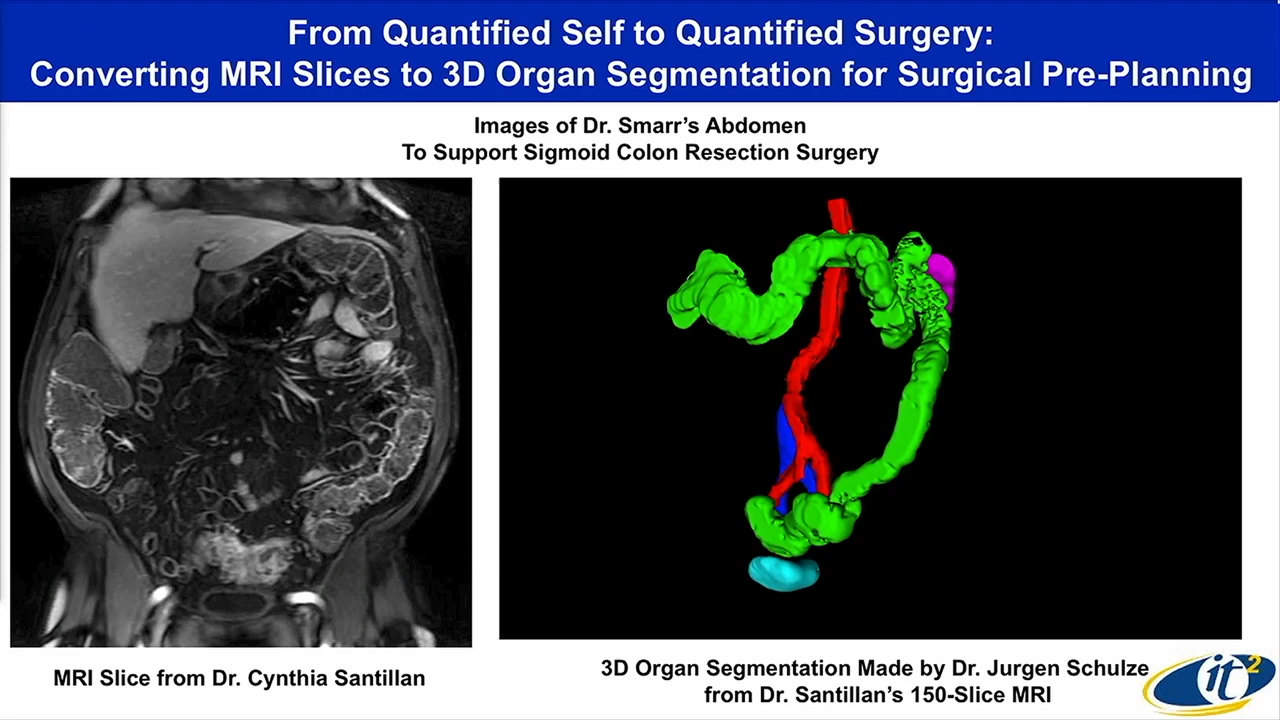 From Quantified Self to Quantified Surgery:
Converting MRI Slices to 3D Organ Segmentation for Surgical Pre-Planning
Images of Dr. Smarr’s Abdomen
To Support Sigmoid Colon Resection Surgery
MRI Slice from Dr. Cynthia Santillan
3D Organ Segmentation Made by Dr. Jurgen Schulze
from Dr. Santillan’s 150-Slice MRI
it2